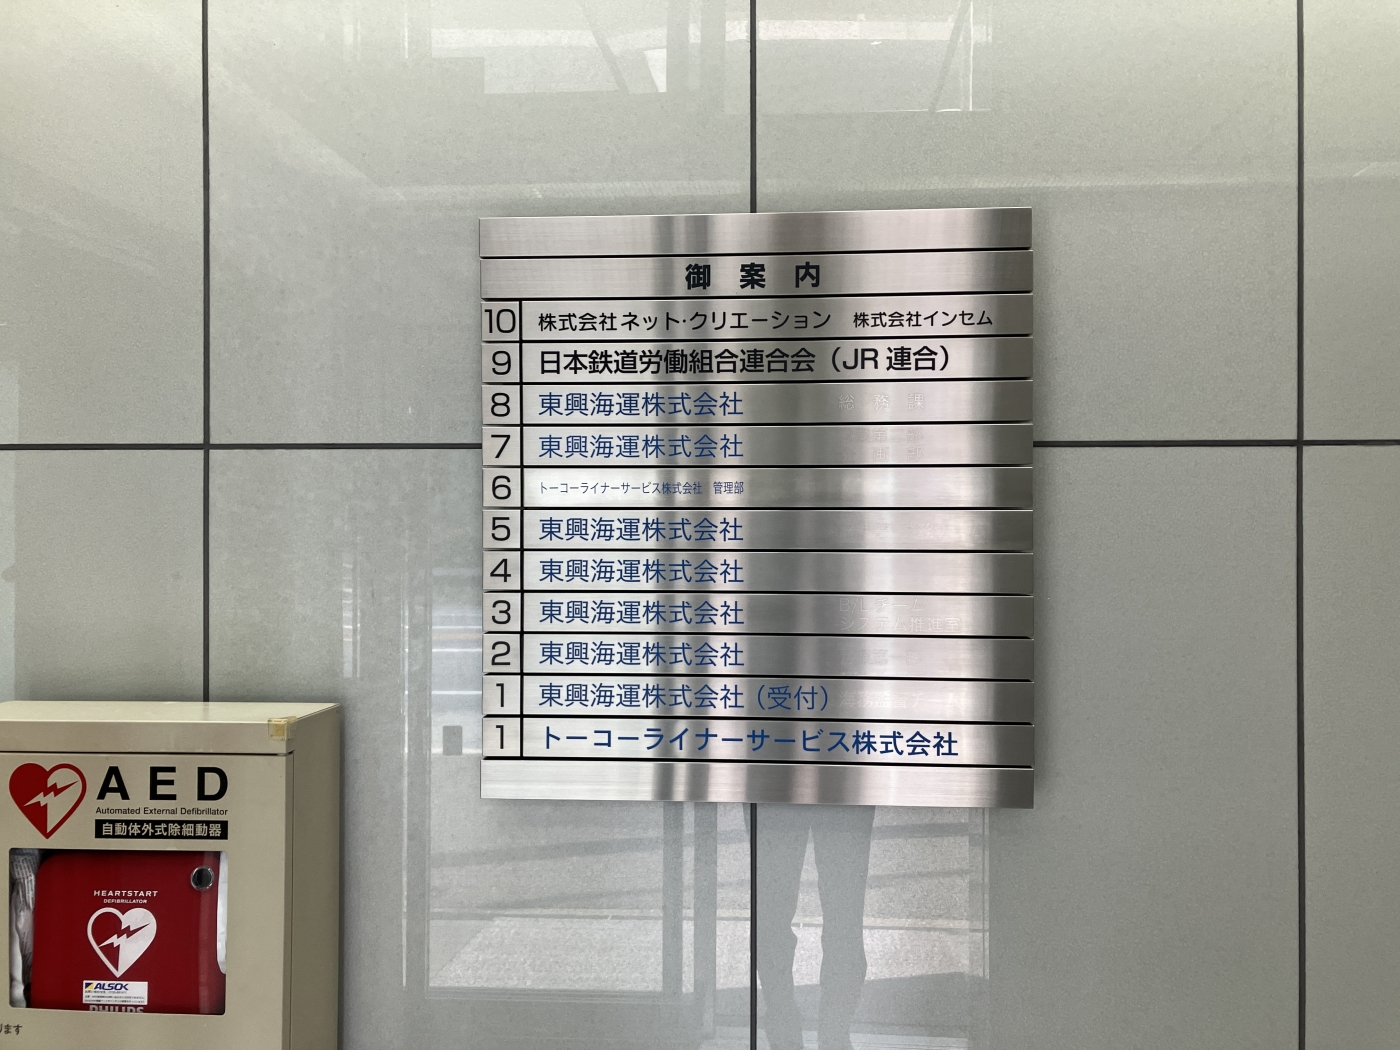 御案内
10 株式会社ネット・クリエーション 株式会社インセム
9 日本鉄道労働組合連合会（JR連合）
8 東興海運株式会社 総務課
7 東興海運株式会社
6 トーコーライナーサービス株式会社 管理部
5 東興海運株式会社
4 東興海運株式会社
3 東興海運株式会社
2 東興海運株式会社
1 東興海運株式会社（受付）
1 トーコーライナーサービス株式会社
AED
Automated External Defibrillator
自動体外式除細動器
HEARTSTART
DEFIBRILLATOR
ALSOK
PHILIPS
ります